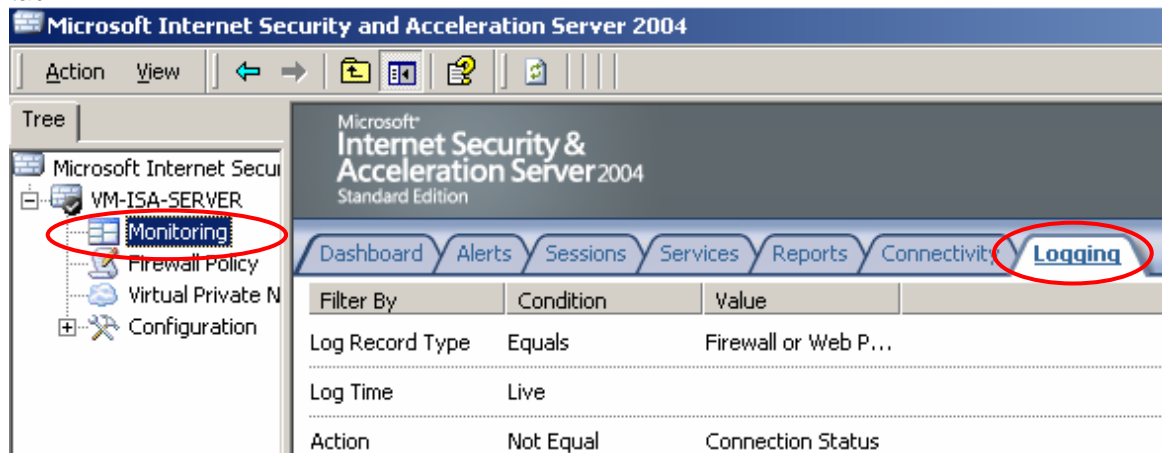 Microsoft Internet Security and Acceleration Server 2004
Action View
Tree
Microsoft Internet Secu
VM-ISA-SERVER
Monitoring
Firewall Policy
Virtual Private N
Configuration
Microsoft®
Internet Security &
Acceleration Server 2004
Standard Edition
Dashboard Alerts Sessions Services Reports Connectivity Logging
Filter By Condition Value
Log Record Type Equals Firewall or Web P...
Log Time Live
Action Not Equal Connection Status